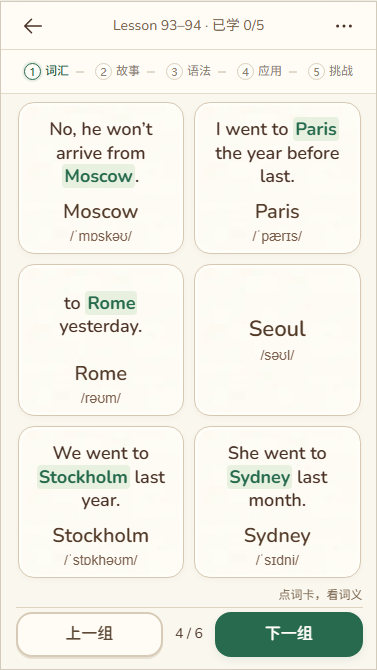 Lesson 93–94 · 已学 0/5
1 词汇 – 2 故事 – 3 语法 – 4 应用 – 5 挑战
No, he won't
arrive from
Moscow.
Moscow
/ˈmɒskəʊ/
I went to Paris
the year before
last.
Paris
/ˈpærɪs/
to Rome
yesterday.
Rome
/rəʊm/
Seoul
/səʊl/
We went to
Stockholm last
year.
Stockholm
/ˈstɒkhəʊm/
She went to
Sydney last
month.
Sydney
/ˈsɪdni/
点词卡，看词义
上一组
4 / 6
下一组